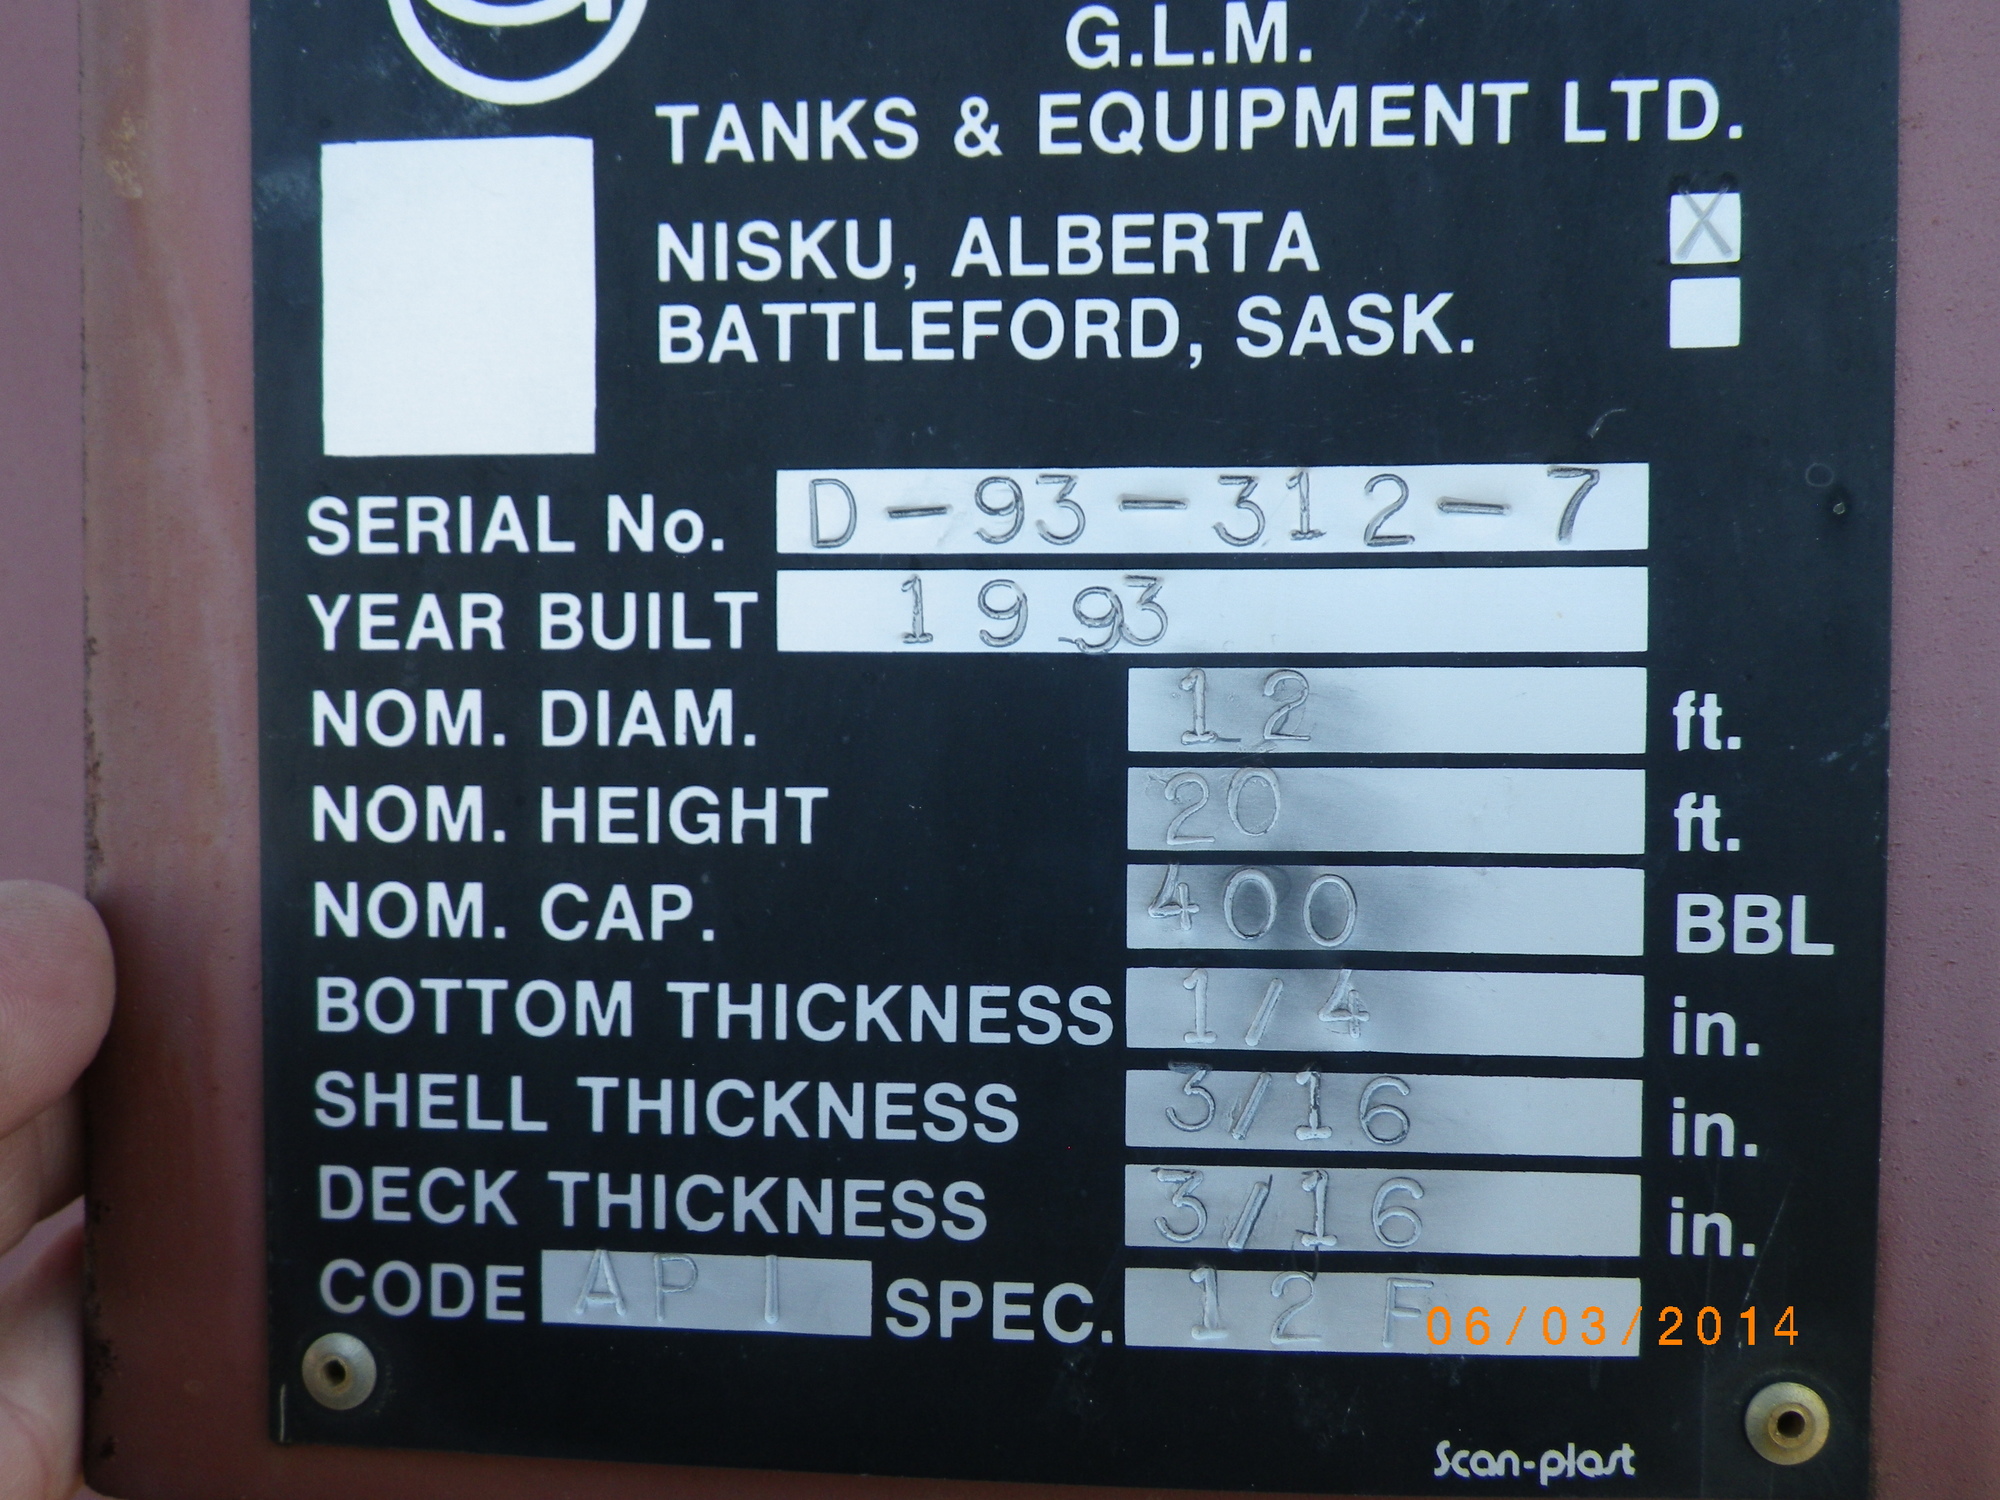 G.L.M.
TANKS & EQUIPMENT LTD.
NISKU, ALBERTA X
BATTLEFORD, SASK.
SERIAL No. D-93-312-7
YEAR BUILT 1993
NOM. DIAM. 12 ft.
NOM. HEIGHT 20 ft.
NOM. CAP. 400 BBL
BOTTOM THICKNESS 1/4 in.
SHELL THICKNESS 3/16 in.
DECK THICKNESS 3/16 in.
CODE API SPEC. 12 F
06/03/2014
Scan-plast